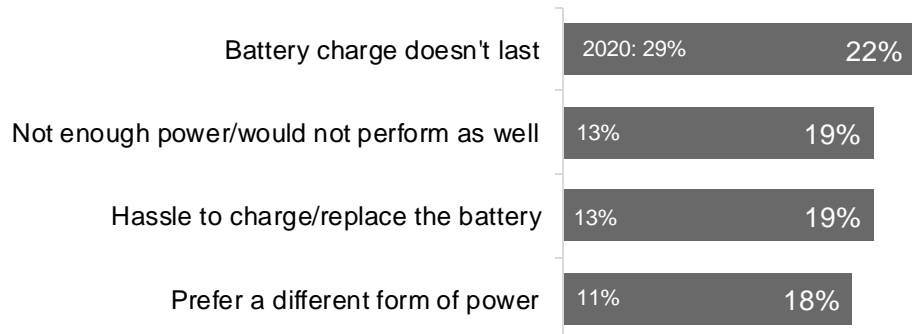 Battery charge doesn't last 2020: 29% 22%
Not enough power/would not perform as well 13% 19%
Hassle to charge/replace the battery 13% 19%
Prefer a different form of power 11% 18%